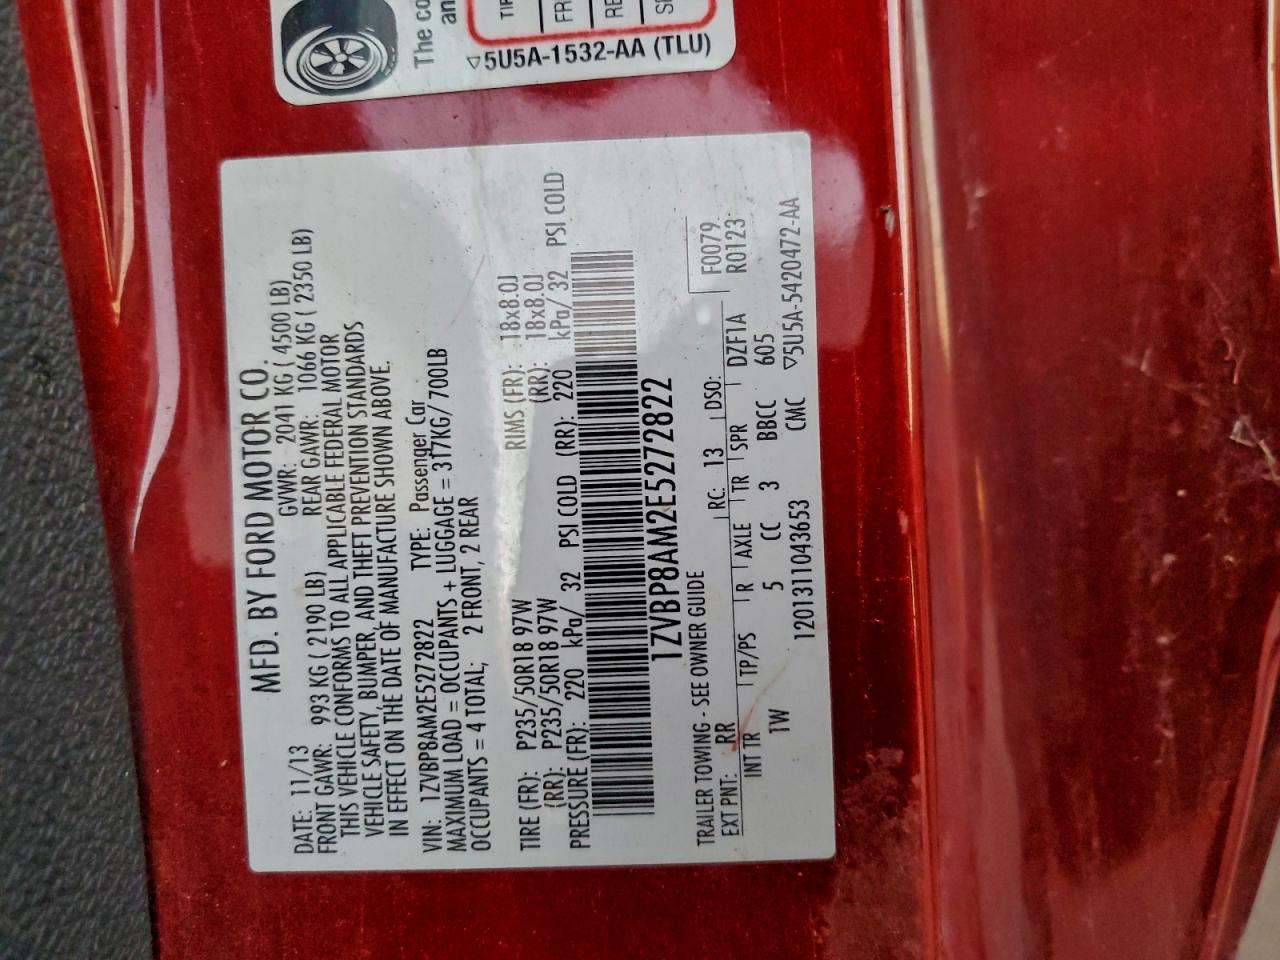 The co
an
TIR
FR
RE
▽5U5A-1532-AA (TLU)
MFD. BY FORD MOTOR CO.
DATE: 11/13 GVWR: 2041 KG ( 4500 LB)
FRONT GAWR: 993 KG ( 2190 LB) REAR GAWR: 1066 KG ( 2350 LB)
THIS VEHICLE CONFORMS TO ALL APPLICABLE FEDERAL MOTOR
VEHICLE SAFETY, BUMPER, AND THEFT PREVENTION STANDARDS
IN EFFECT ON THE DATE OF MANUFACTURE SHOWN ABOVE.
VIN: 1ZVBP8AM2E5272822 TYPE: Passenger Car
MAXIMUM LOAD = OCCUPANTS + LUGGAGE = 317KG/700LB
OCCUPANTS = 4 TOTAL; 2 FRONT, 2 REAR
TIRE (FR): P235/50R18 97W RIMS (FR): 18x8.0J
(RR): P235/50R18 97W (RR): 18x8.0J
PRESSURE (FR): 220 kPa/ 32 PSI COLD (RR): 220 kPa/ 32 PSI COLD
1ZVBP8AM2E5272822
TRAILER TOWING - SEE OWNER GUIDE F0079
EXT PNT: RR RC: 13 DSO: R0123
INT TR TP/PS R AXLE TR SPR DZF1A
TW 5 CC 3 BBCC 605
1201311043653 CMC ▽5U5A-5420472-AA